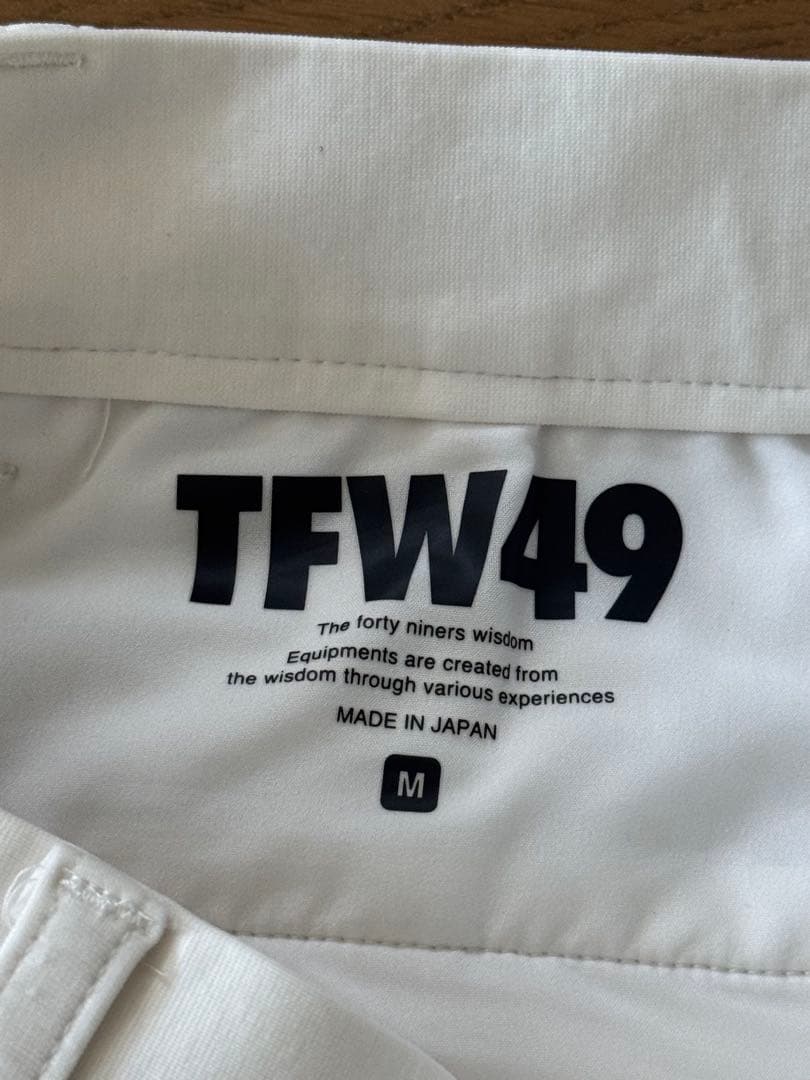 TFW49
The forty niners wisdom
Equipments are created from
the wisdom through various experiences
MADE IN JAPAN
M